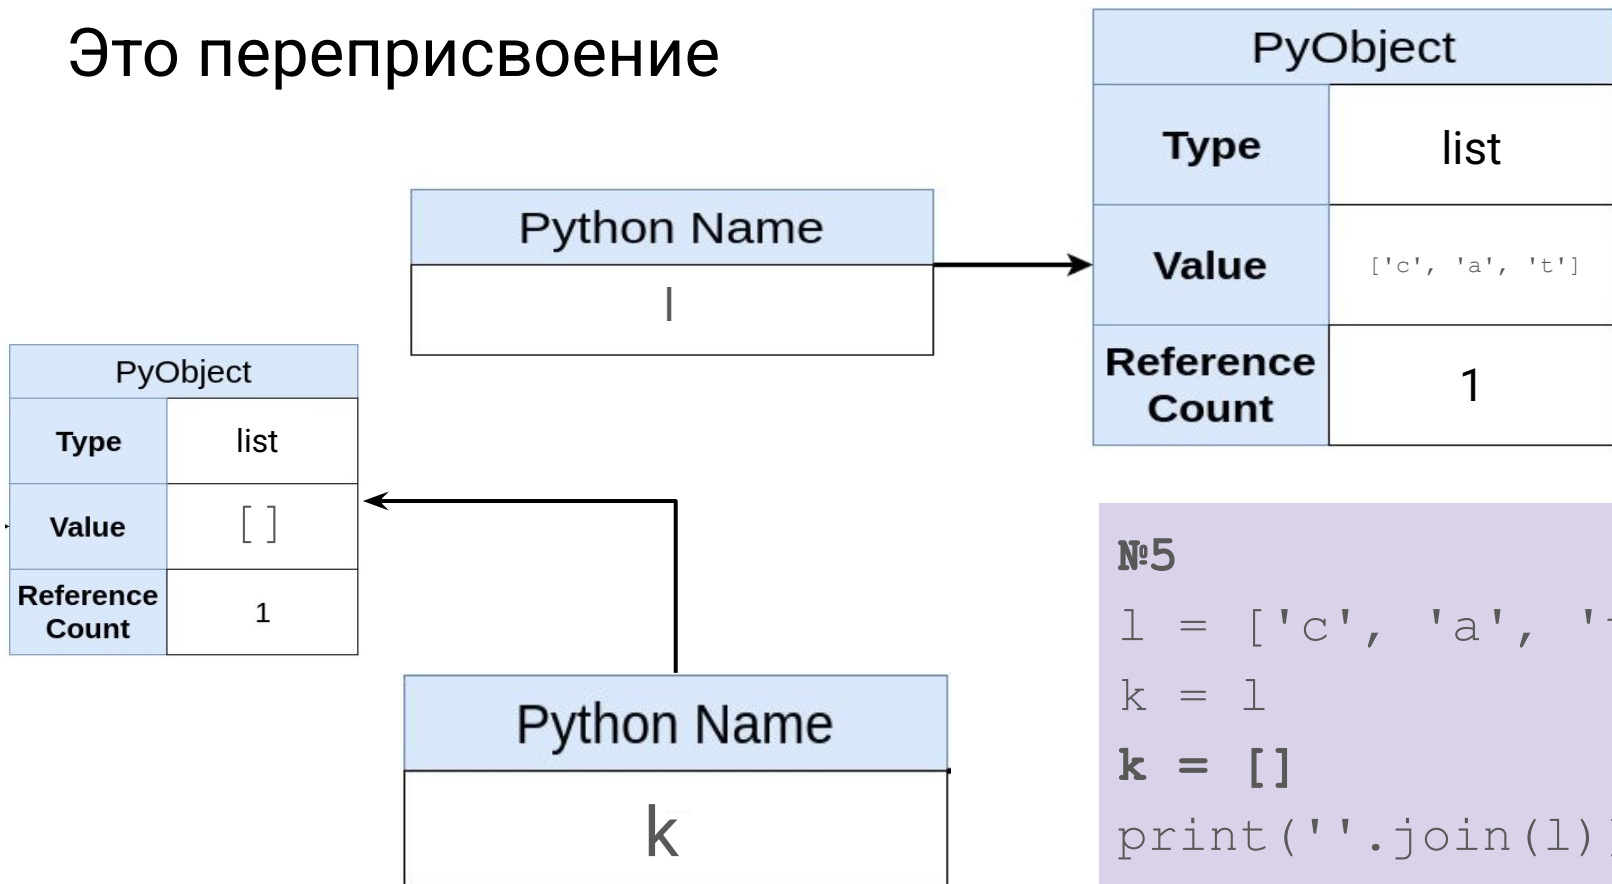 Это переприсвоение
PyObject
Type list
Value ['c', 'a', 't']
Reference
Count 1
Python Name
l
PyObject
Type list
Value []
Reference
Count 1
Python Name
k
№5
l = ['c', 'a', '
k = l
k = []
print(''.join(l)